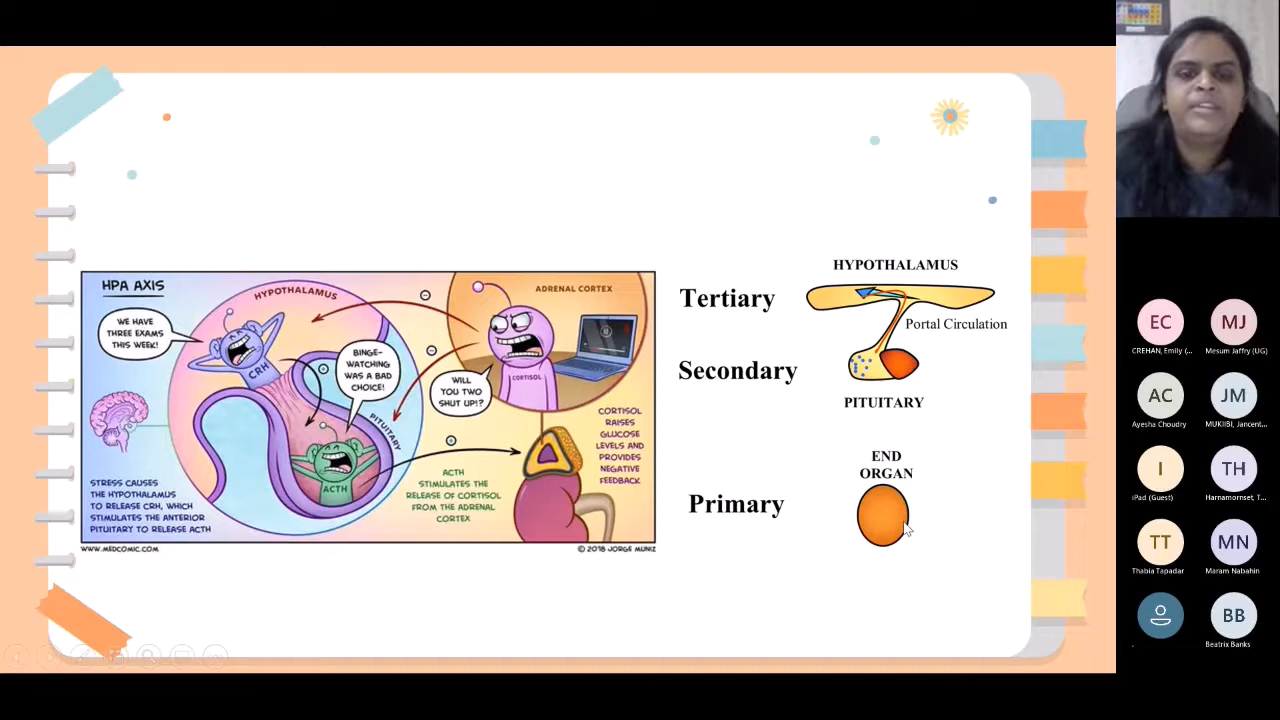 HPA AXIS
HYPOTHALAMUS
ADRENAL CORTEX
WE HAVE
THREE EXAMS
THIS WEEK!
CRH
BINGE-
WATCHING
WAS A BAD
CHOICE!
WILL
YOU TWO
SHUT UP!?
CORTISOL
PITUITARY
ACTH
CORTISOL
RAISES
GLUCOSE
LEVELS AND
PROVIDES
NEGATIVE
FEEDBACK
ACTH
STIMULATES THE
RELEASE OF CORTISOL
FROM THE ADRENAL
CORTEX
STRESS CAUSES
THE HYPOTHALAMUS
TO RELEASE CRH, WHICH
STIMULATES THE ANTERIOR
PITUITARY TO RELEASE ACTH
WWW.MEDCOMIC.COM
© 2018 JORGE MUNIZ
HYPOTHALAMUS
Tertiary
Portal Circulation
Secondary
PITUITARY
END
ORGAN
Primary
EC
CREHAN, Emily (...
MJ
Mesum Jaffry (UG)
AC
Ayesha Choudry
JM
MUKIIBI, Jancent...
I
iPad (Guest)
TH
Harnamornset, T...
TT
Thabia Tapadar
MN
Maram Nabahin
.
BB
Beatrix Banks